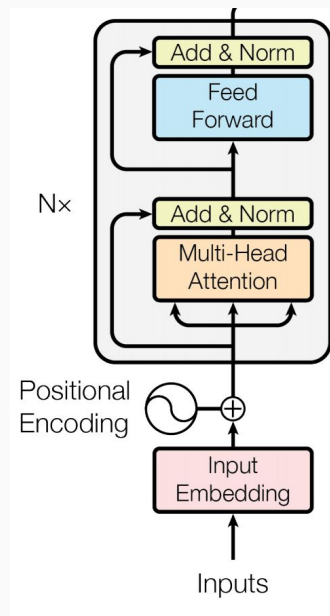 Add & Norm
Feed
Forward
N×
Add & Norm
Multi-Head
Attention
Positional
Encoding
Input
Embedding
Inputs